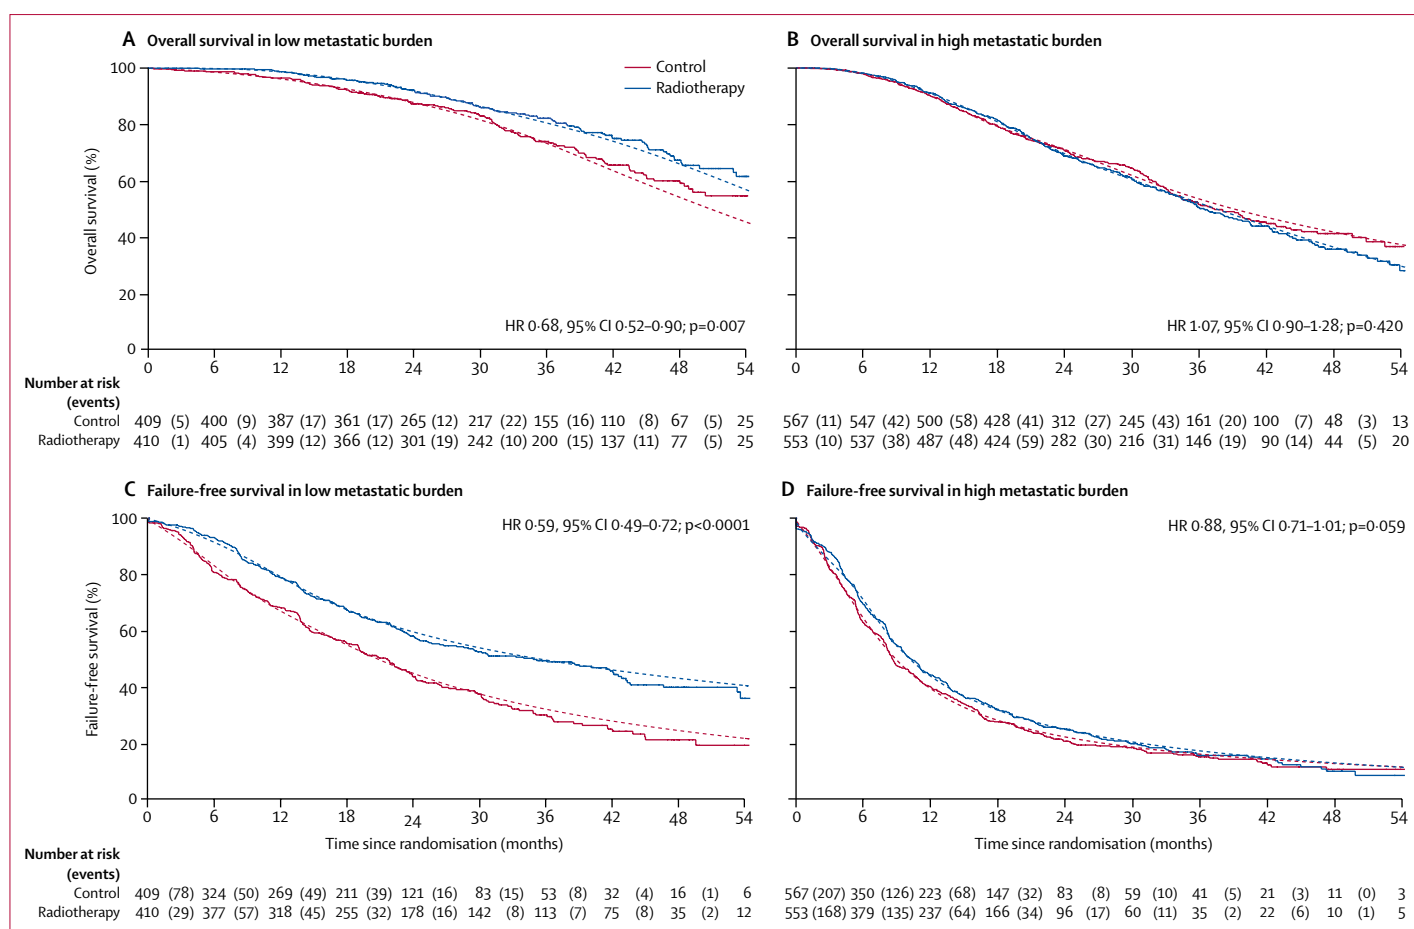 A Overall survival in low metastatic burden
B Overall survival in high metastatic burden
Control
Radiotherapy
Overall survival (%)
100
80
60
40
20
0
HR 0·68, 95% CI 0·52–0·90; p=0·007
HR 1·07, 95% CI 0·90–1·28; p=0·420
0 6 12 18 24 30 36 42 48 54
0 6 12 18 24 30 36 42 48 54
Number at risk
(events)
Control 409 (5) 400 (9) 387 (17) 361 (17) 265 (12) 217 (22) 155 (16) 110 (8) 67 (5) 25
567 (11) 547 (42) 500 (58) 428 (41) 312 (27) 245 (43) 161 (20) 100 (7) 48 (3) 13
Radiotherapy 410 (1) 405 (4) 399 (12) 366 (12) 301 (19) 242 (10) 200 (15) 137 (11) 77 (5) 25
553 (10) 537 (38) 487 (48) 424 (59) 282 (30) 216 (31) 146 (19) 90 (14) 44 (5) 20
C Failure-free survival in low metastatic burden
D Failure-free survival in high metastatic burden
HR 0·59, 95% CI 0·49–0·72; p<0·0001
HR 0·88, 95% CI 0·71–1·01; p=0·059
Failure-free survival (%)
100
80
60
40
20
0
0 6 12 18 24 30 36 42 48 54
0 6 12 18 24 30 36 42 48 54
Time since randomisation (months)
Time since randomisation (months)
Number at risk
(events)
Control 409 (78) 324 (50) 269 (49) 211 (39) 121 (16) 83 (15) 53 (8) 32 (4) 16 (1) 6
567 (207) 350 (126) 223 (68) 147 (32) 83 (8) 59 (10) 41 (5) 21 (3) 11 (0) 3
Radiotherapy 410 (29) 377 (57) 318 (45) 255 (32) 178 (16) 142 (8) 113 (7) 75 (8) 35 (2) 12
553 (168) 379 (135) 237 (64) 166 (34) 96 (17) 60 (11) 35 (2) 22 (6) 10 (1) 5